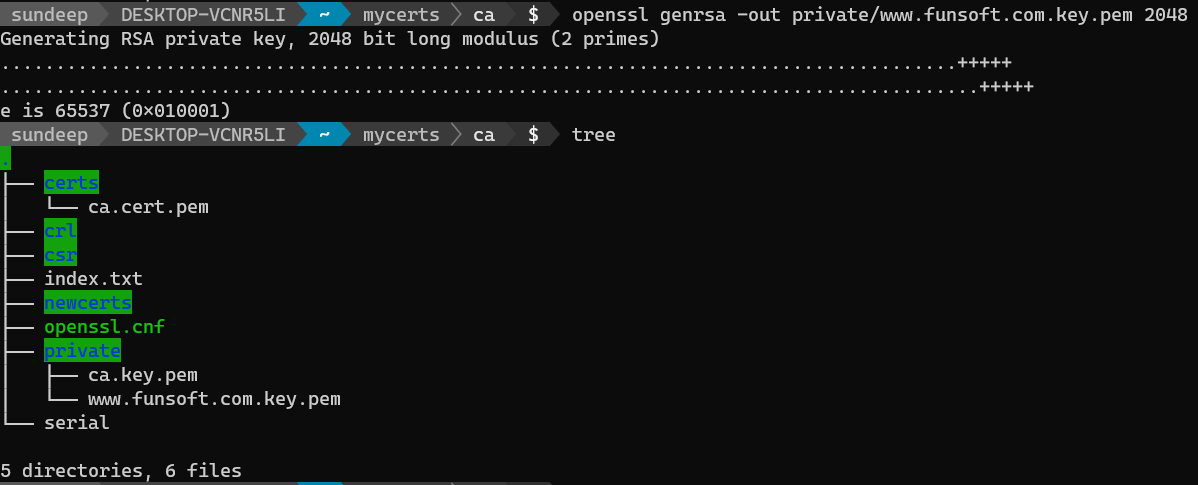 sundeep DESKTOP-VCNR5LI ~ mycerts ca $ openssl genrsa -out private/www.funsoft.com.key.pem 2048
Generating RSA private key, 2048 bit long modulus (2 primes)
.......................................................................................+++++
.........................................................................................+++++
e is 65537 (0×010001)
sundeep DESKTOP-VCNR5LI ~ mycerts ca $ tree
.
├── certs
│   └── ca.cert.pem
├── crl
├── csr
├── index.txt
├── newcerts
├── openssl.cnf
├── private
│   ├── ca.key.pem
│   └── www.funsoft.com.key.pem
└── serial
5 directories, 6 files